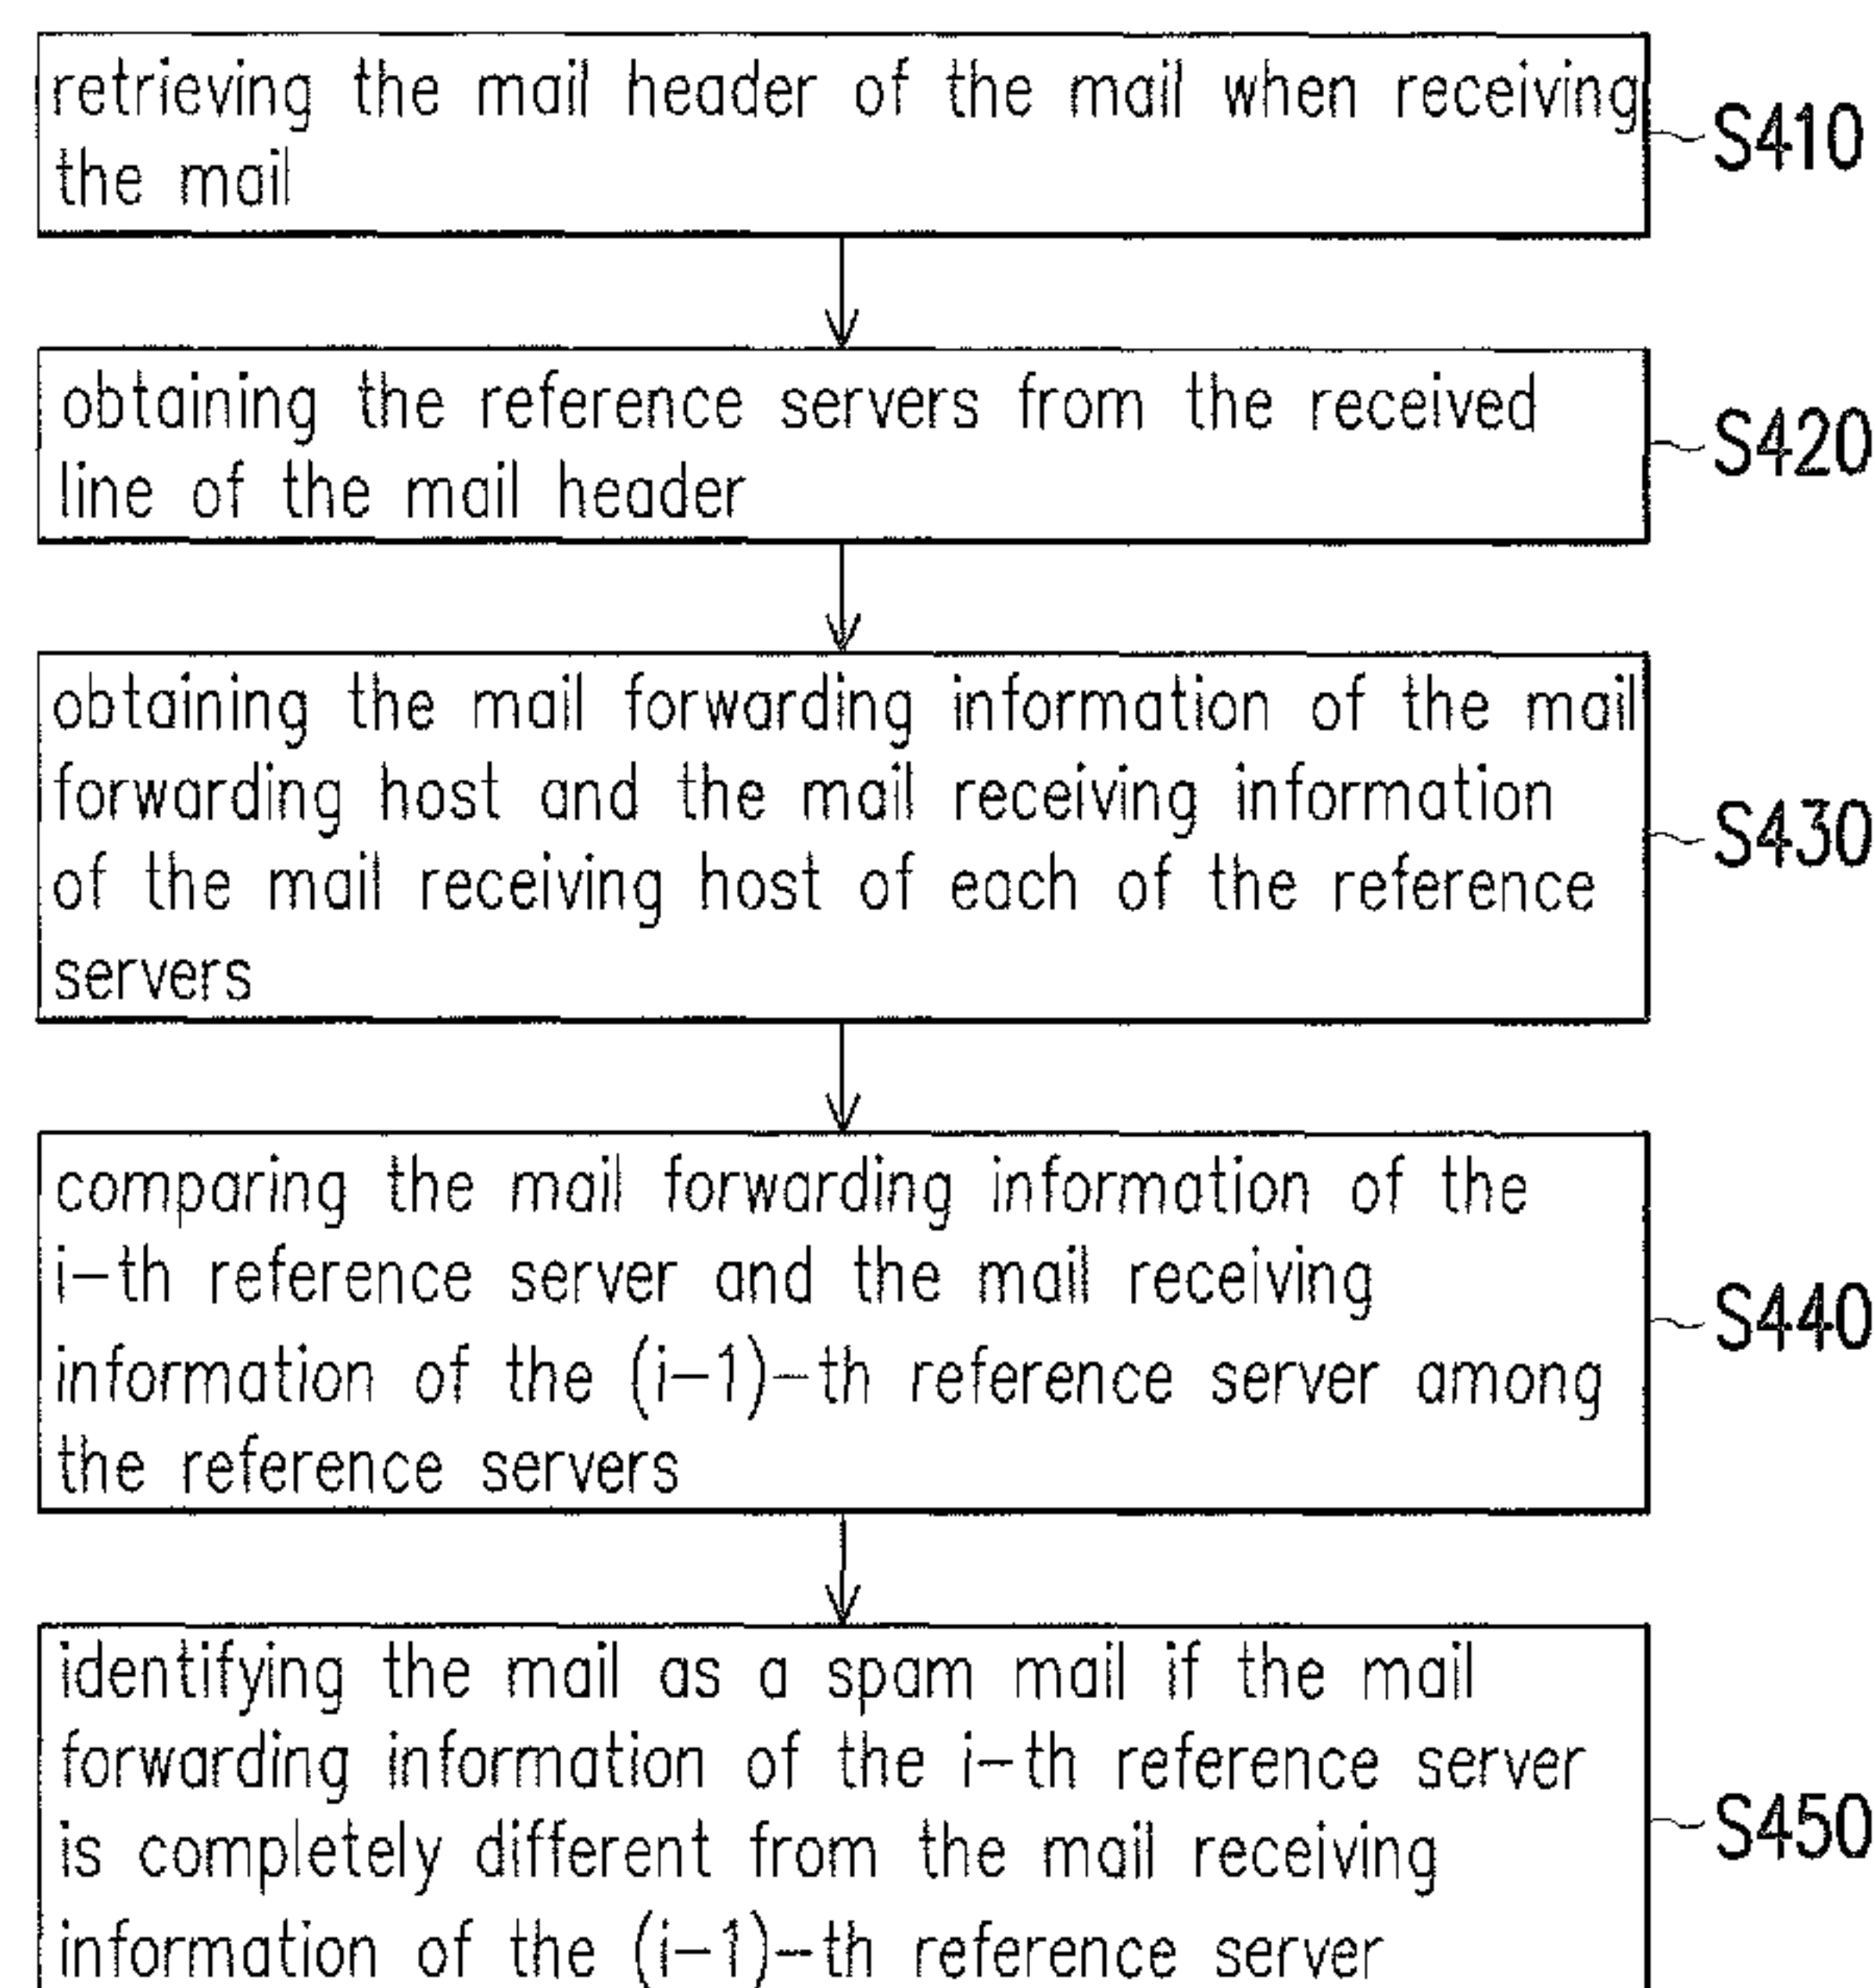 retrieving the mail header of the mail when receiving
the mail
S410
obtaining the reference servers from the received
line of the mail header
S420
obtaining the mail forwarding information of the mail
forwarding host and the mail receiving information
of the mail receiving host of each of the reference
servers
S430
comparing the mail forwarding information of the
i-th reference server and the mail receiving
information of the (i-1)-th reference server among
the reference servers
S440
identifying the mail as a spam mail if the mail
forwarding information of the i-th reference server
is completely different from the mail receiving
information of the (i-1)-th reference server
S450